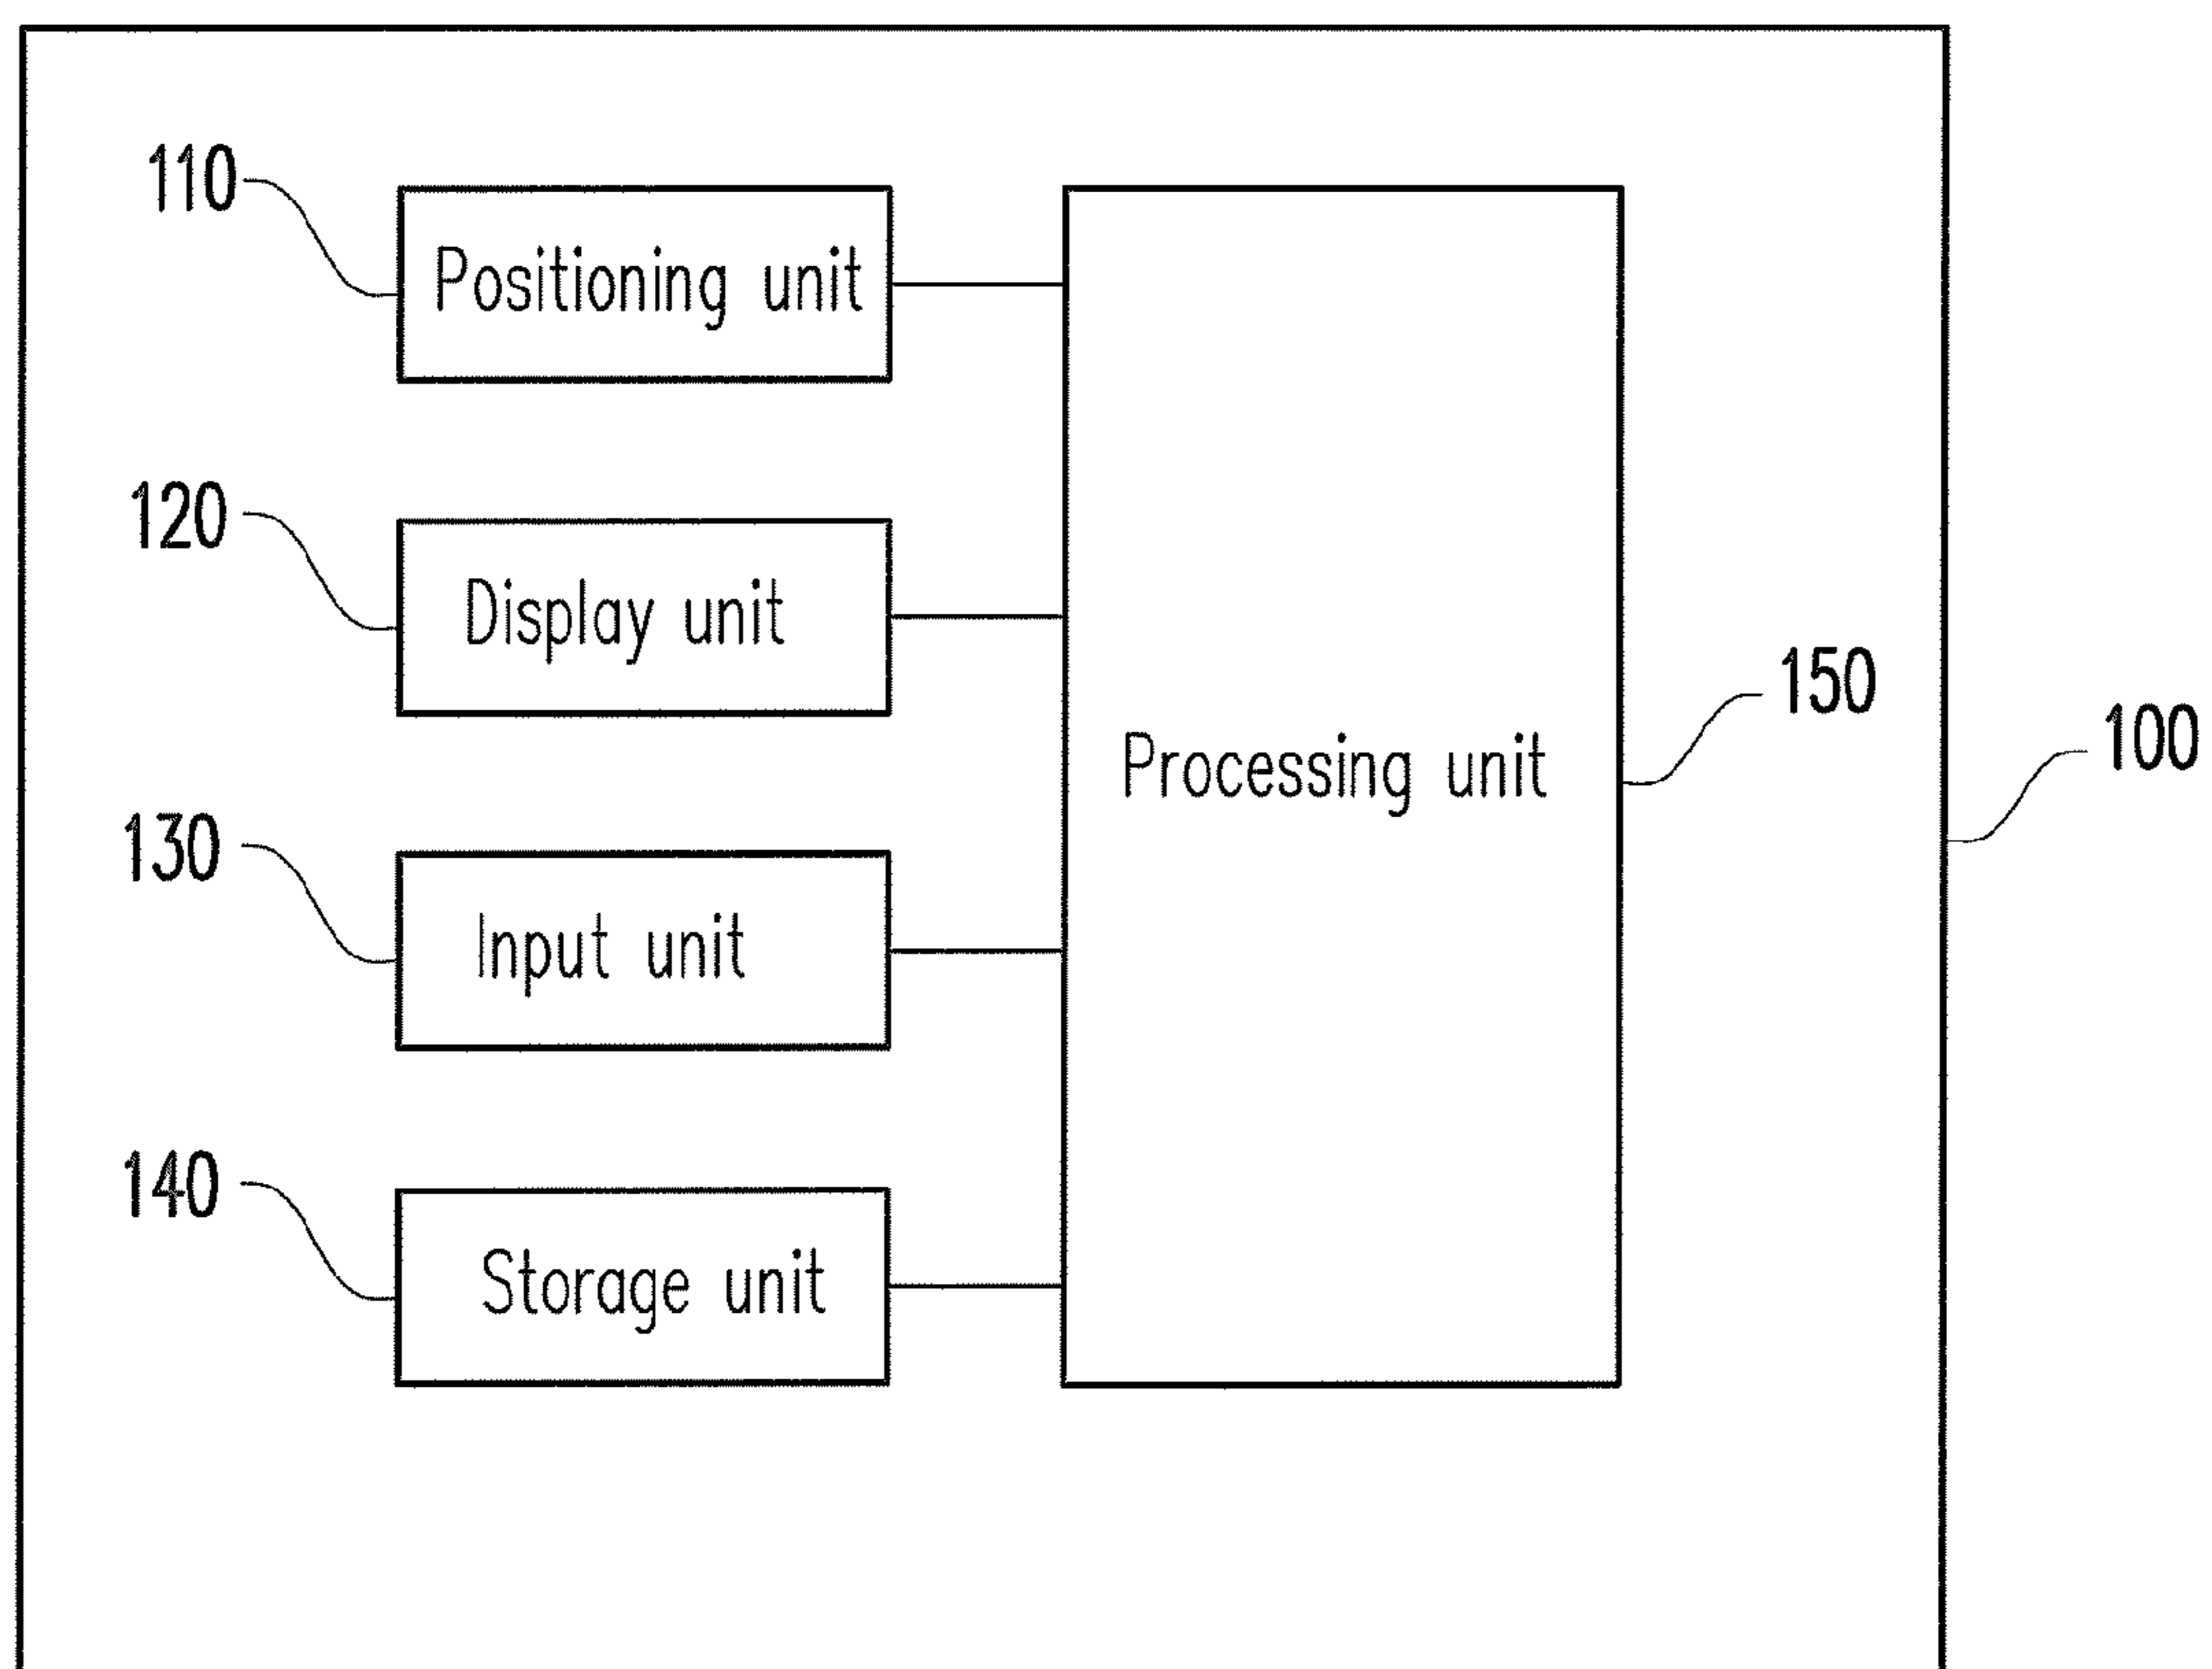 110
Positioning unit
120
Display unit
150
100
Processing unit
130
Input unit
140
Storage unit